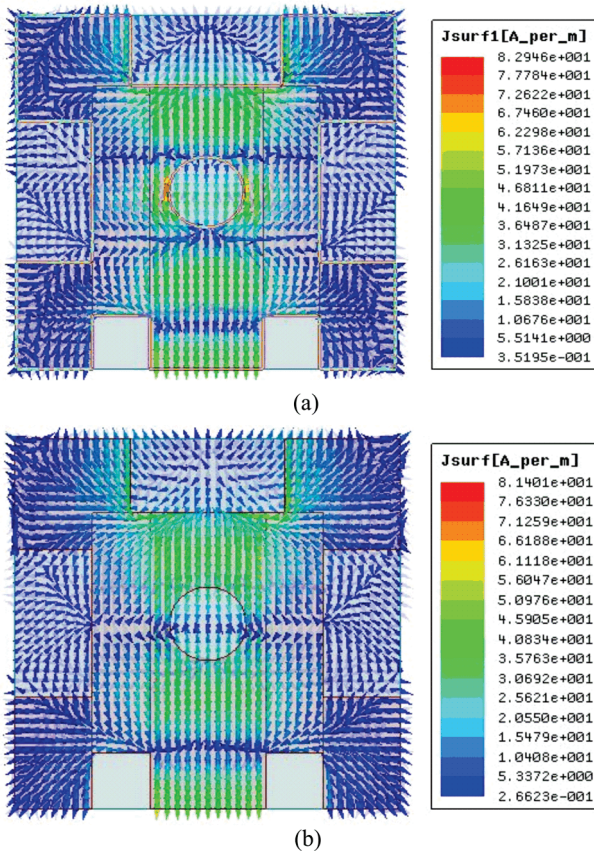 Jsurf1[A_per_m]
8.2946e+001
7.7784e+001
7.2622e+001
6.7460e+001
6.2298e+001
5.7136e+001
5.1973e+001
4.6811e+001
4.1649e+001
3.6487e+001
3.1325e+001
2.6163e+001
2.1001e+001
1.5838e+001
1.0676e+001
5.5141e+000
3.5195e-001
(a)
Jsurf[A_per_m]
8.1401e+001
7.6330e+001
7.1259e+001
6.6188e+001
6.1118e+001
5.6047e+001
5.0976e+001
4.5905e+001
4.0834e+001
3.5763e+001
3.0692e+001
2.5621e+001
2.0550e+001
1.5479e+001
1.0408e+001
5.3372e+000
2.6623e-001
(b)